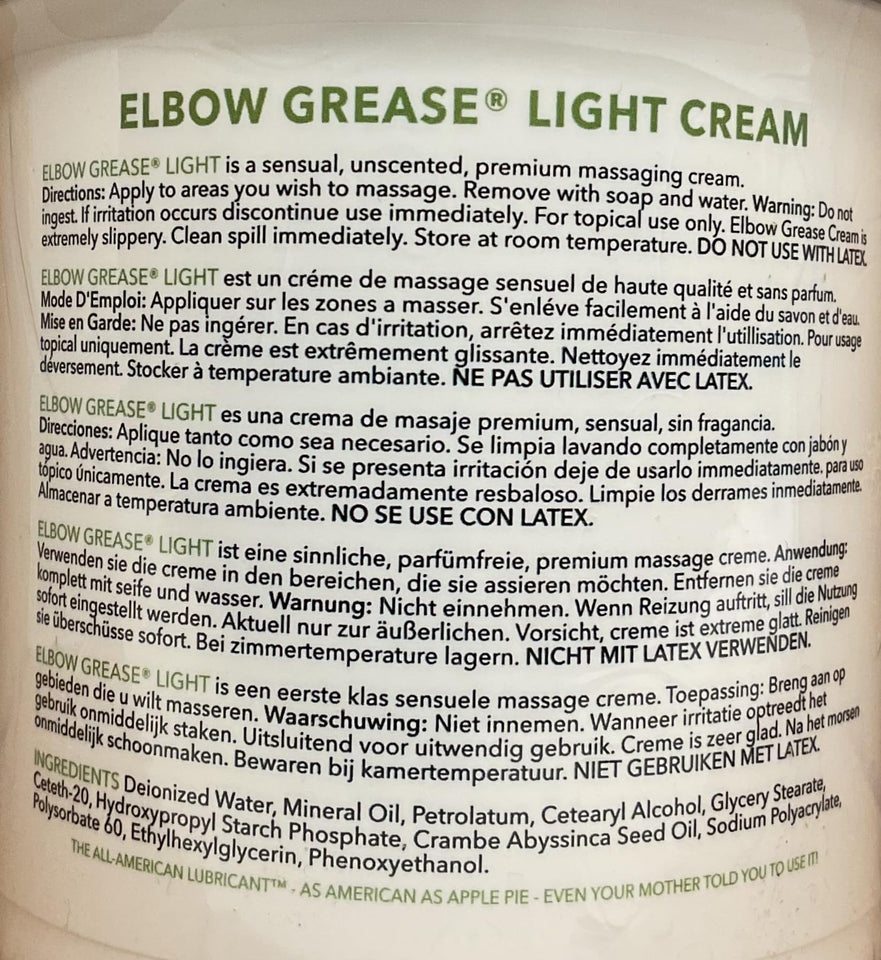 ELBOW GREASE® LIGHT CREAM
ELBOW GREASE® LIGHT is a sensual, unscented, premium massaging cream.
Directions: Apply to areas you wish to massage. Remove with soap and water. Warning: Do not
ingest. If irritation occurs discontinue use immediately. For topical use only. Elbow Grease Cream is
extremely slippery. Clean spill immediately. Store at room temperature. DO NOT USE WITH LATEX.
ELBOW GREASE® LIGHT est un créme de massage sensuel de haute qualité et sans parfum.
Mode D'Emploi: Appliquer sur les zones a masser. S'enléve facilement à l'aide du savon et d'eau.
Mise en Garde: Ne pas ingérer. En cas d'irritation, arrêtez immédiatement l'utillisation. Pour usage
topical uniquement. La crème est extrêmement glissante. Nettoyez immédiatement le
déversement. Stocker à température ambiante. NE PAS UTILISER AVEC LATEX.
ELBOW GREASE® LIGHT es una crema de masaje premium, sensual, sin fragancia.
Direcciones: Aplique tanto como sea necesario. Se limpia lavando completamente con jabón y
agua. Advertencia: No lo ingiera. Si se presenta irritación deje de usarlo immediatamente. para uso
tópico únicamente. La crema es extremadamente resbaloso. Limpie los derrames inmediatamente.
Almacenar a temperatura ambiente. NO SE USE CON LATEX.
ELBOW GREASE® LIGHT ist eine sinnliche, parfümfreie, premium massage creme. Anwendung:
Verwenden sie die creme in den bereichen, die sie assieren möchten. Entfernen sie die creme
komplett mit seife und wasser. Warnung: Nicht einnehmen. Wenn Reizung auftritt, sill die Nutzung
sofort eingestellt werden. Aktuell nur zur äußerlichen. Vorsicht, creme ist extreme glatt. Reinigen
sie überschüsse sofort. Bei zimmertemperature lagern. NICHT MIT LATEX VERWENDEN.
ELBOW GREASE® LIGHT is een eerste klas sensuele massage creme. Toepassing: Breng aan op
gebieden die u wilt masseren. Waarschuwing: Niet innemen. Wanneer irritatie optreedt het
gebruik onmiddelijk staken. Uitsluitend voor uitwendig gebruik. Creme is zeer glad. Na het morsen
onmiddelijk schoonmaken. Bewaren bij kamertemperatuur. NIET GEBRUIKEN MET LATEX.
INGREDIENTS Deionized Water, Mineral Oil, Petrolatum, Cetearyl Alcohol, Glycery Stearate,
Ceteth-20, Hydroxypropyl Starch Phosphate, Crambe Abyssinca Seed Oil, Sodium Polyacrylate,
Polysorbate 60, Ethylhexylglycerin, Phenoxyethanol.
THE ALL-AMERICAN LUBRICANT™ - AS AMERICAN AS APPLE PIE - EVEN YOUR MOTHER TOLD YOU TO USE IT!